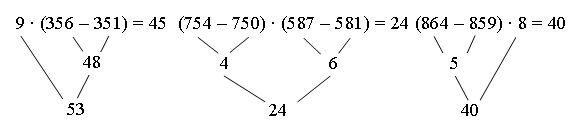 9 · (356 – 351) = 45 (754 – 750) · (587 – 581) = 24 (864 – 859) · 8 = 40
48 4 6 5
53 24 40